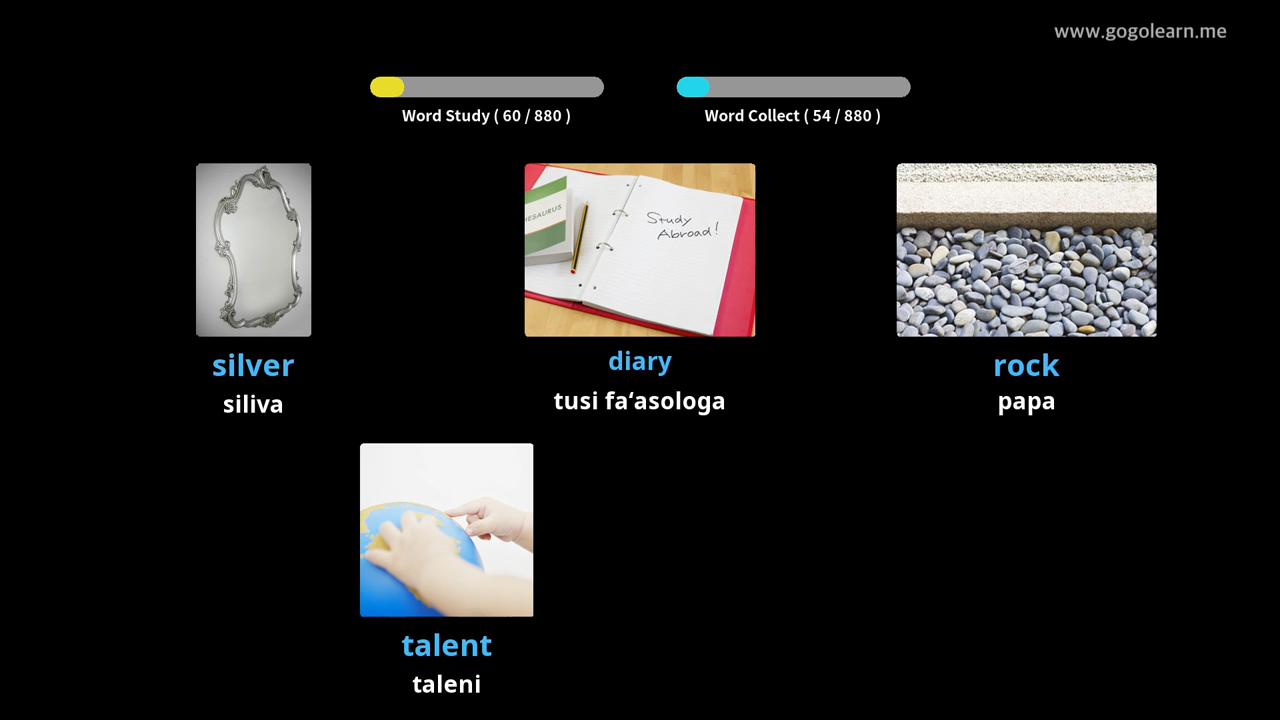 www.gogolearn.me
Word Study ( 60 / 880 )
Word Collect ( 54 / 880 )
HESAURUS
Study
Abroad!
silver
diary
rock
siliva
tusi fa‘asologa
papa
talent
taleni